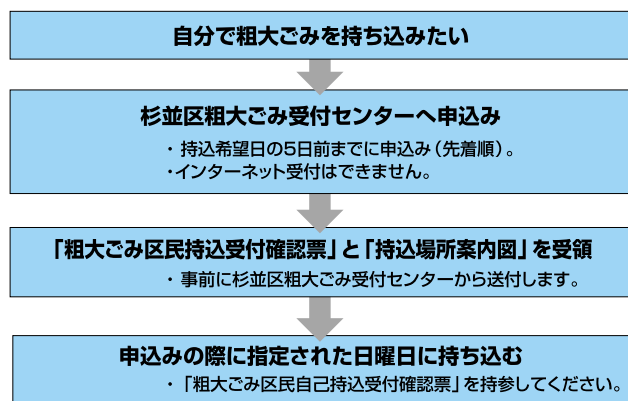 自分で粗大ごみを持ち込みたい
杉並区粗大ごみ受付センターへ申込み
・持込希望日の5日前までに申込み（先着順）。
・インターネット受付はできません。
「粗大ごみ区民持込受付確認票」と「持込場所案内図」を受領
・事前に杉並区粗大ごみ受付センターから送付します。
申込みの際に指定された日曜日に持ち込む
・「粗大ごみ区民自己持込受付確認票」を持参してください。